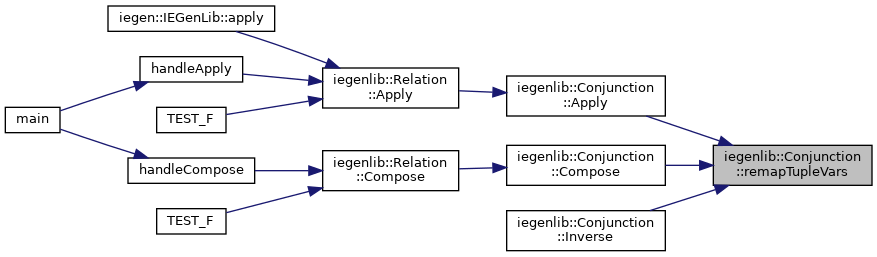 iegen::IEGenLib::apply
handleApply
iegenlib::Relation
::Apply
iegenlib::Conjunction
::Apply
main
TEST_F
iegenlib::Conjunction
::remapTupleVars
handleCompose
iegenlib::Relation
::Compose
iegenlib::Conjunction
::Compose
TEST_F
iegenlib::Conjunction
::Inverse